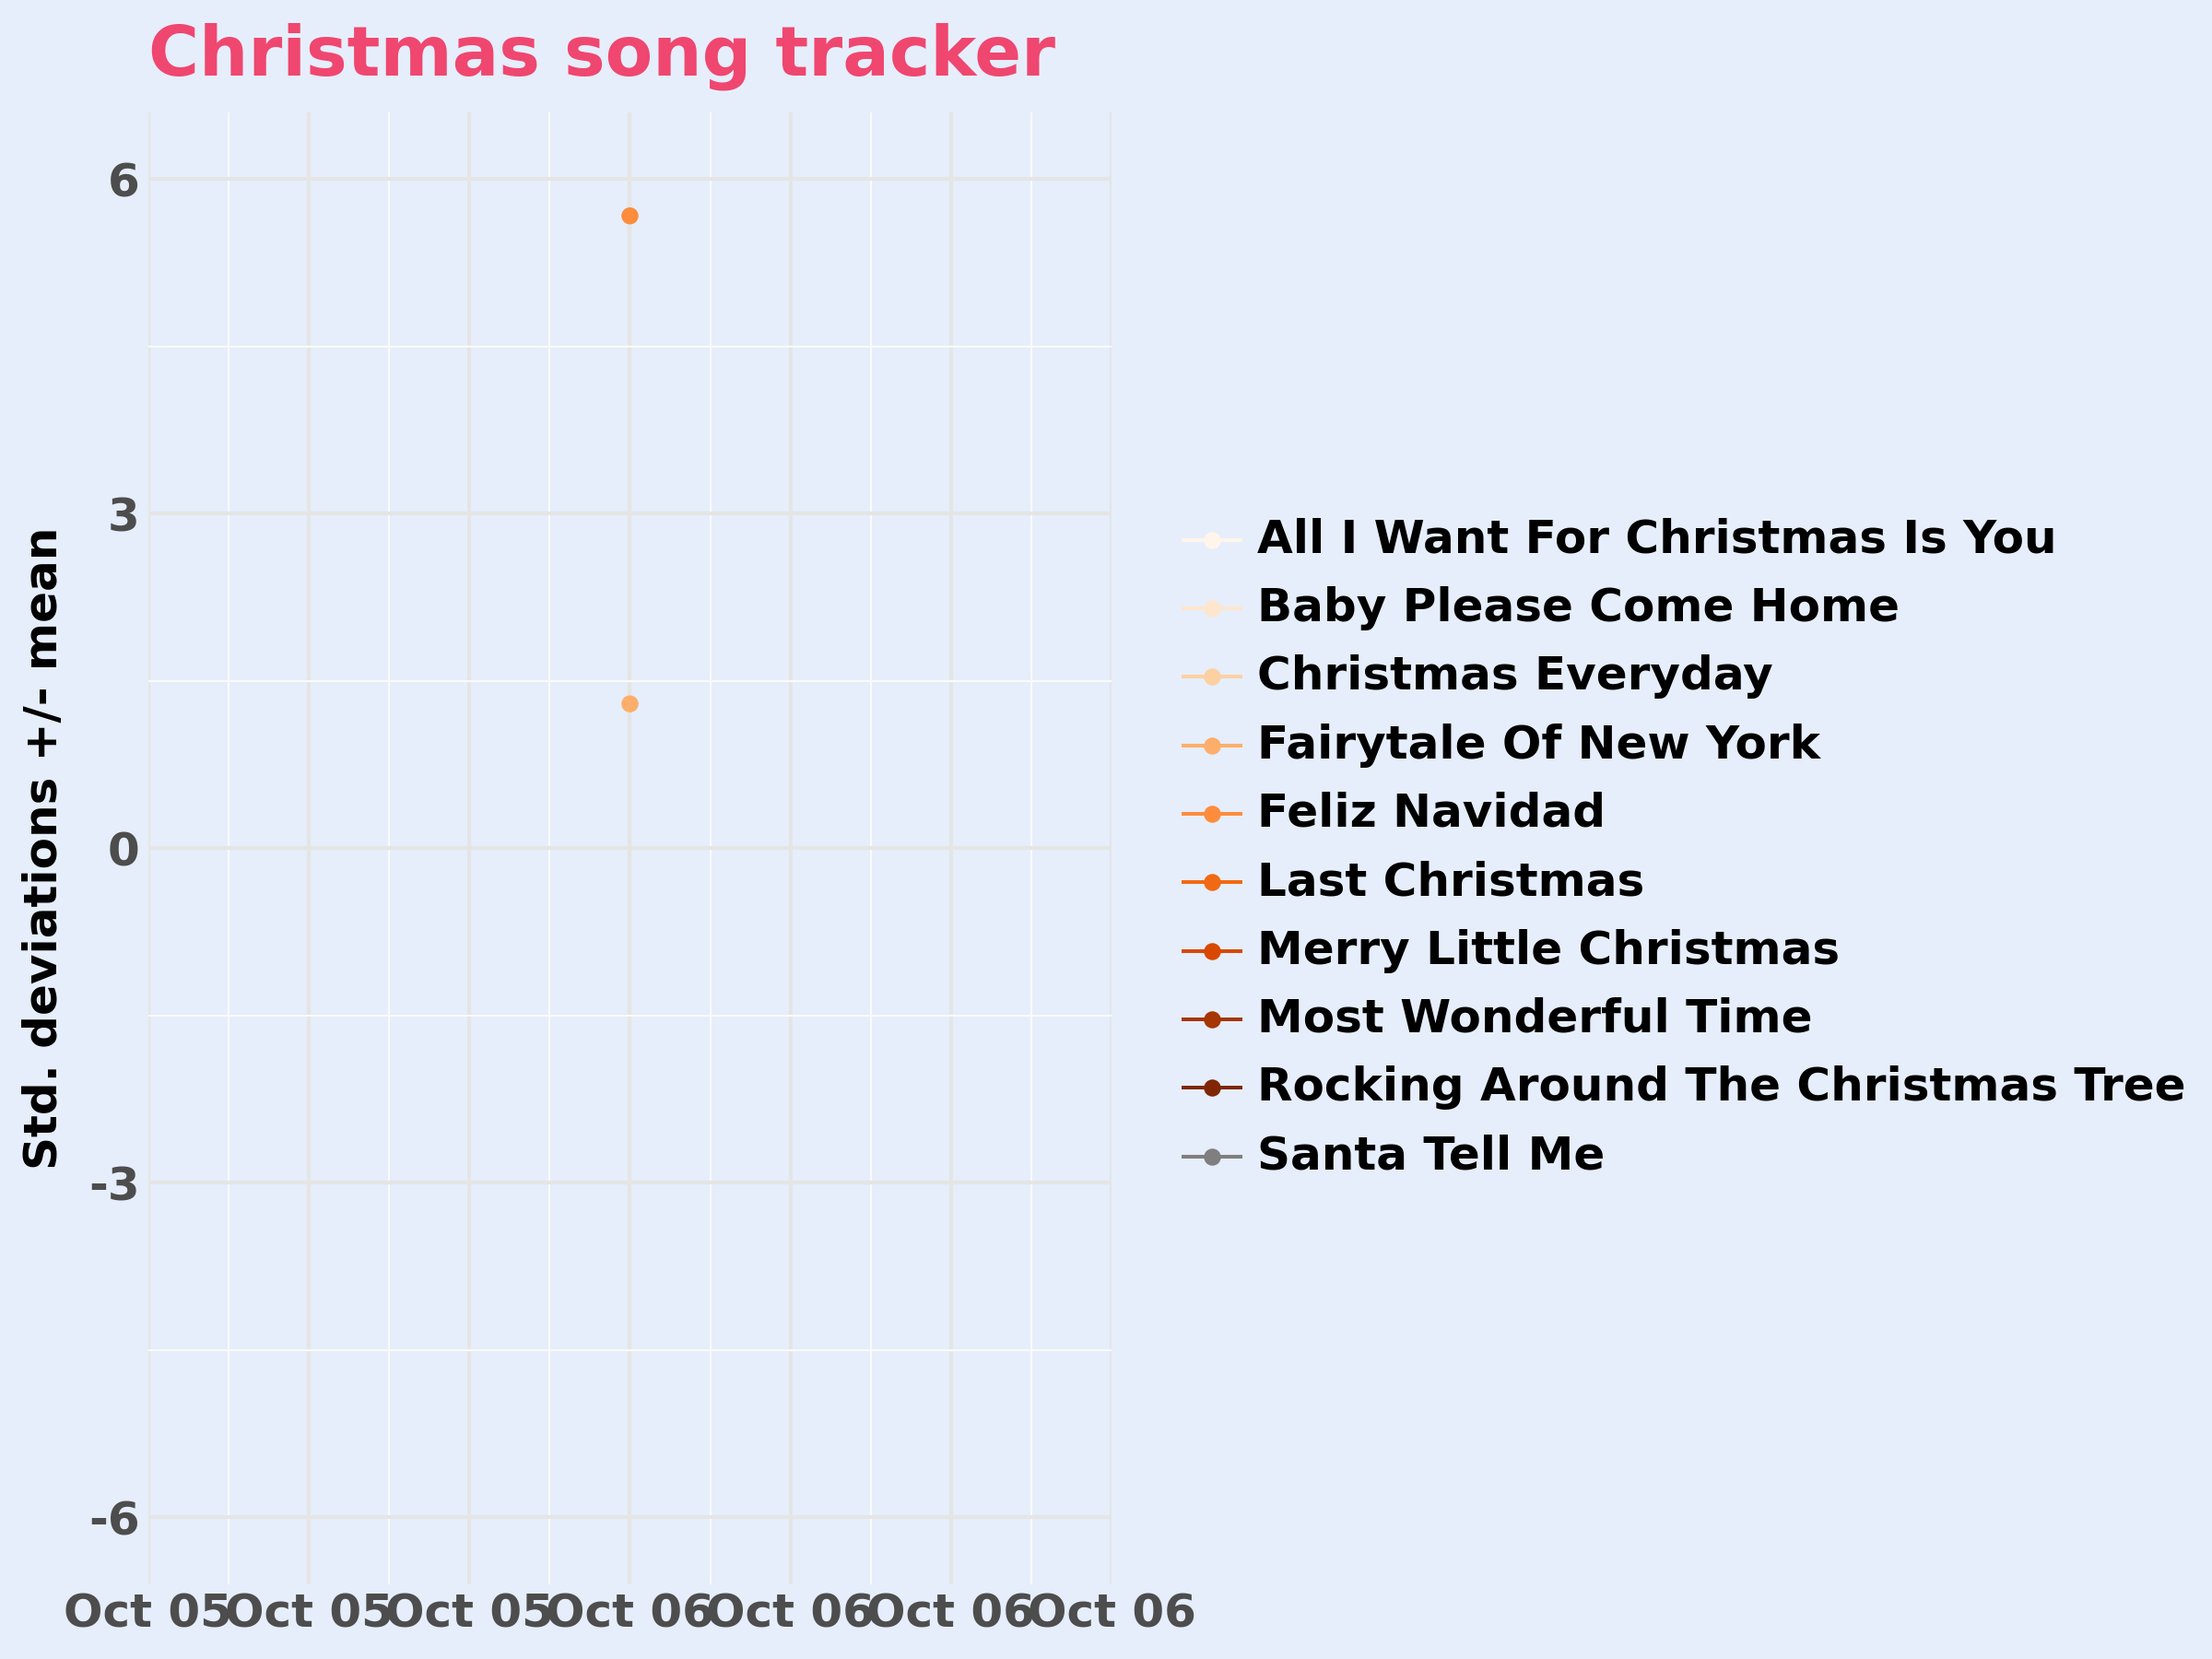 Christmas song tracker
Std. deviations +/- mean
6
3
0
-3
-6
Oct 05 Oct 05 Oct 05 Oct 06 Oct 06 Oct 06 Oct 06
All I Want For Christmas Is You
Baby Please Come Home
Christmas Everyday
Fairytale Of New York
Feliz Navidad
Last Christmas
Merry Little Christmas
Most Wonderful Time
Rocking Around The Christmas Tree
Santa Tell Me